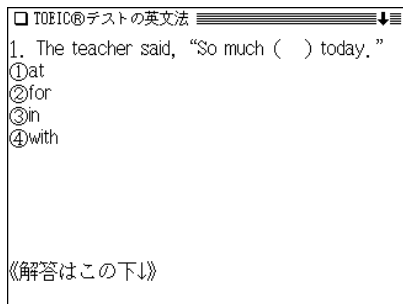 TOEIC®テストの英文法
1. The teacher said, “So much (　) today.”
①at
②for
③in
④with
《解答はこの下↓》